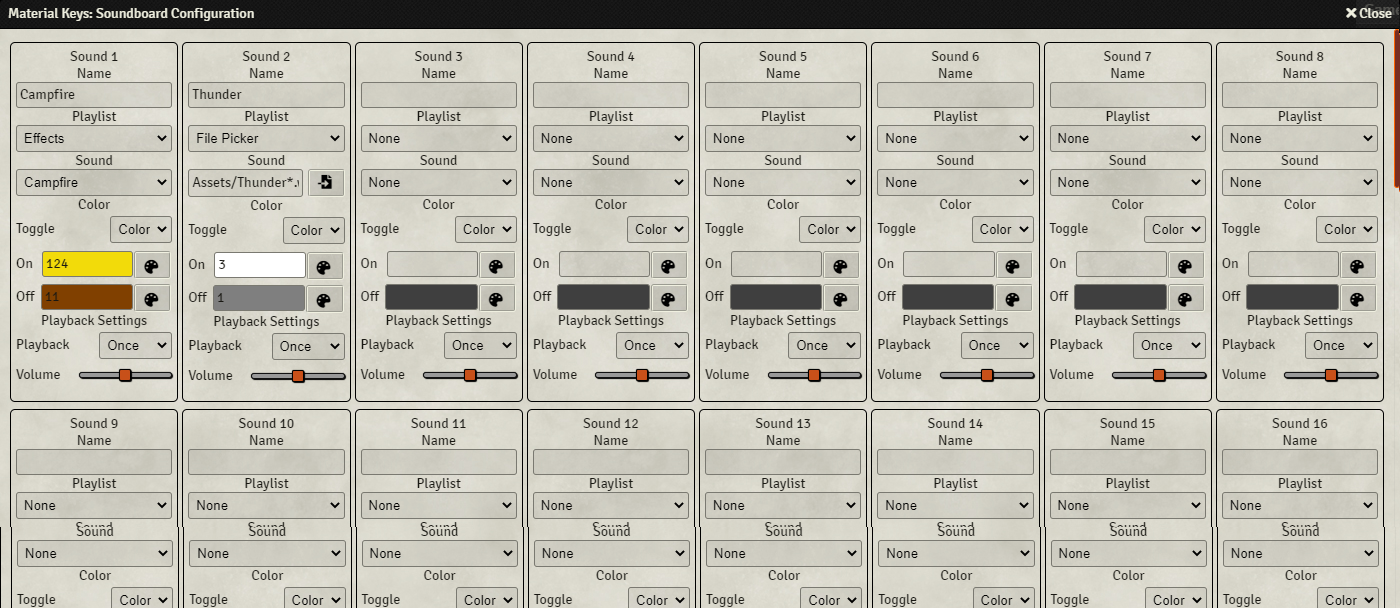 Material Keys: Soundboard Configuration Close
Sound 1 Sound 2 Sound 3 Sound 4 Sound 5 Sound 6 Sound 7 Sound 8
Name Name Name Name Name Name Name Name
Campfire Thunder
Playlist Playlist Playlist Playlist Playlist Playlist Playlist Playlist
Effects File Picker None None None None None None
Sound Sound Sound Sound Sound Sound Sound Sound
Campfire Assets/Thunder*. None None None None None None
Color Color Color Color Color Color Color Color
Toggle Color Toggle Color Toggle Color Toggle Color Toggle Color Toggle Color Toggle Color Toggle Color
On 124 On 3 On On On On On On
Off 11 Off 1 Off Off Off Off Off Off
Playback Settings Playback Settings Playback Settings Playback Settings Playback Settings Playback Settings Playback Settings Playback Settings
Playback Once Playback Once Playback Once Playback Once Playback Once Playback Once Playback Once Playback Once
Volume Volume Volume Volume Volume Volume Volume Volume
Sound 9 Sound 10 Sound 11 Sound 12 Sound 13 Sound 14 Sound 15 Sound 16
Name Name Name Name Name Name Name Name
Playlist Playlist Playlist Playlist Playlist Playlist Playlist Playlist
None None None None None None None None
Sound Sound Sound Sound Sound Sound Sound Sound
None None None None None None None None
Color Color Color Color Color Color Color Color
Toggle Color Toggle Color Toggle Color Toggle Color Toggle Color Toggle Color Toggle Color Toggle Color